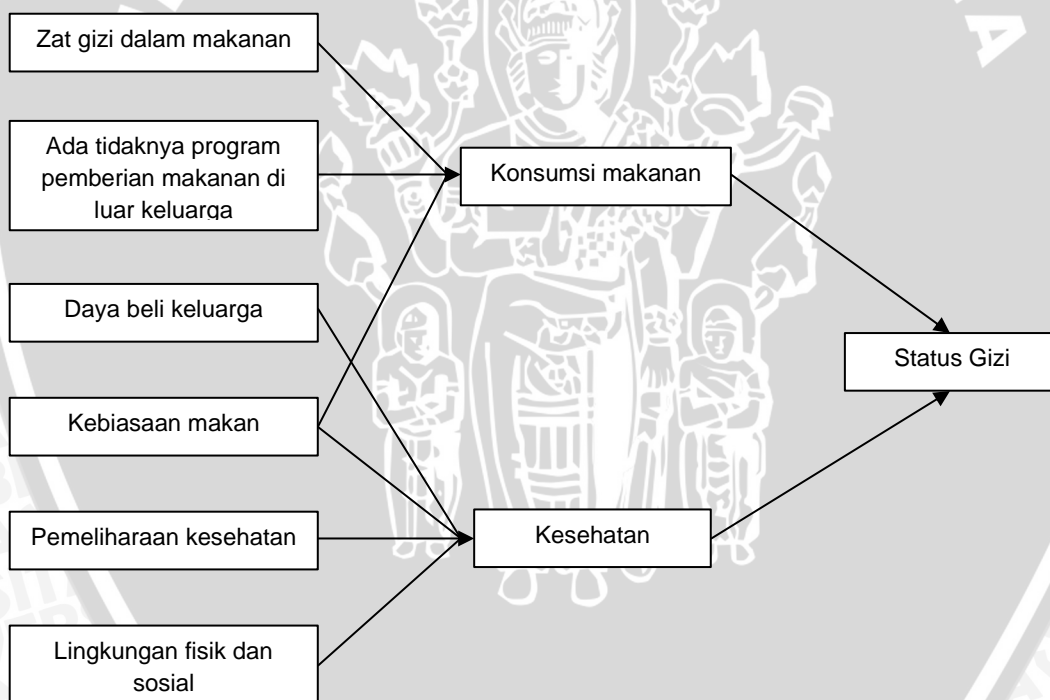 Zat gizi dalam makanan
Ada tidaknya program
pemberian makanan di
luar keluarga
Konsumsi makanan
Daya beli keluarga
Status Gizi
Kebiasaan makan
Pemeliharaan kesehatan
Kesehatan
Lingkungan fisik dan
sosial